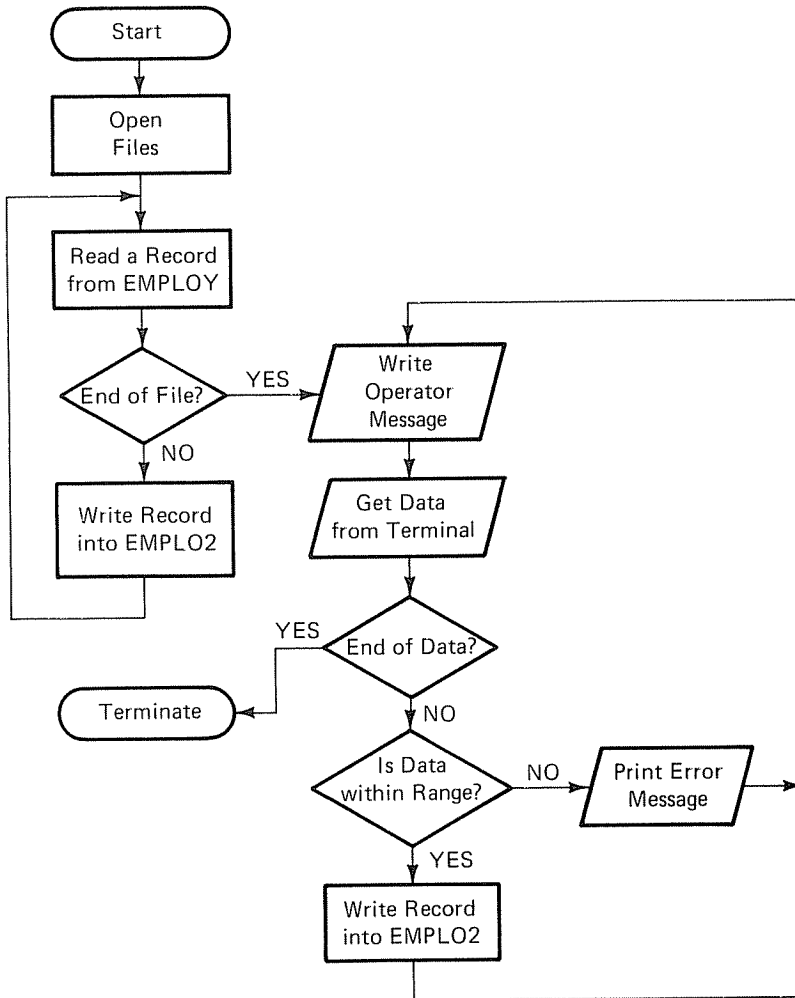 Start
Open
Files
Read a Record
from EMPLOY
End of File?
YES
NO
Write Record
into EMPLO2
Write
Operator
Message
Get Data
from Terminal
End of Data?
YES
Terminate
NO
Is Data
within Range?
NO
Print Error
Message
YES
Write Record
into EMPLO2